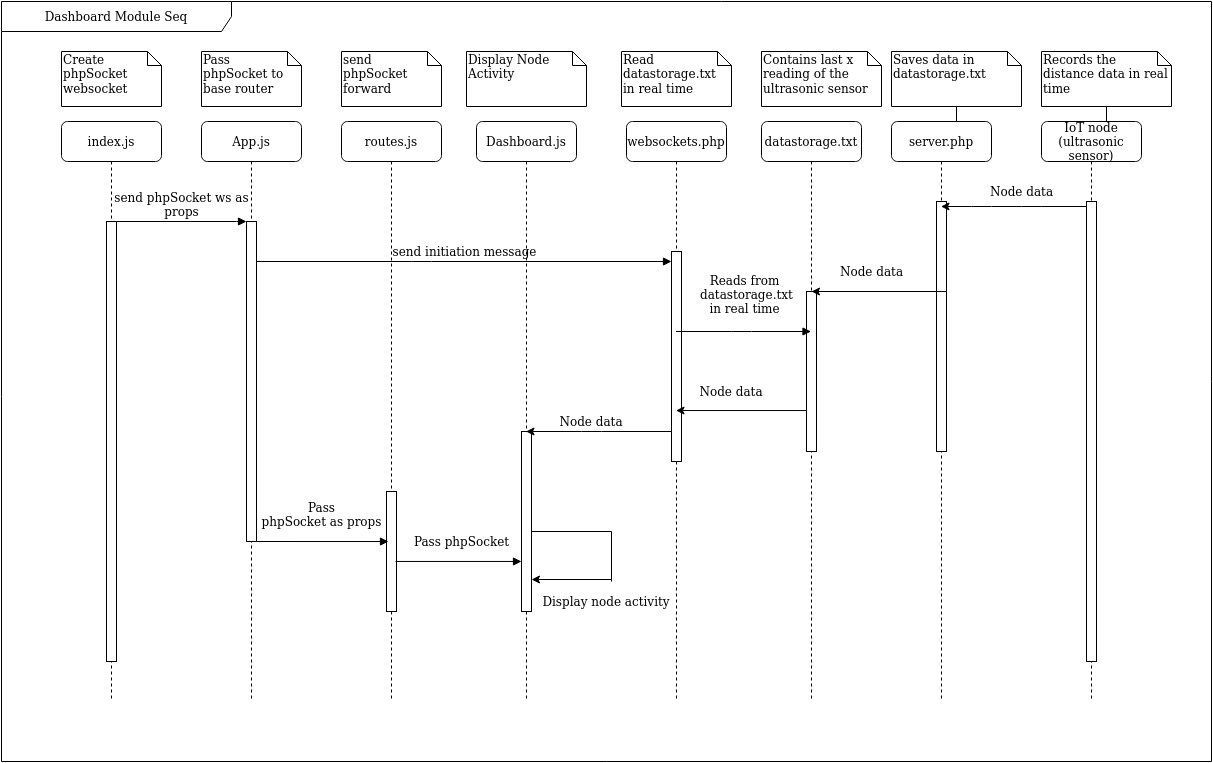 Dashboard Module Seq
Create
phpSocket
websocket
Pass
phpSocket to
base router
send
phpSocket
forward
Display Node
Activity
Read
datastorage.txt
in real time
Contains last x
reading of the
ultrasonic sensor
Saves data in
datastorage.txt
Records the
distance data in real
time
index.js
App.js
routes.js
Dashboard.js
websockets.php
datastorage.txt
server.php
IoT node
(ultrasonic
sensor)
send phpSocket ws as
props
Node data
send initiation message
Node data
Reads from
datastorage.txt
in real time
Node data
Node data
Pass
phpSocket as props
Pass phpSocket
Display node activity